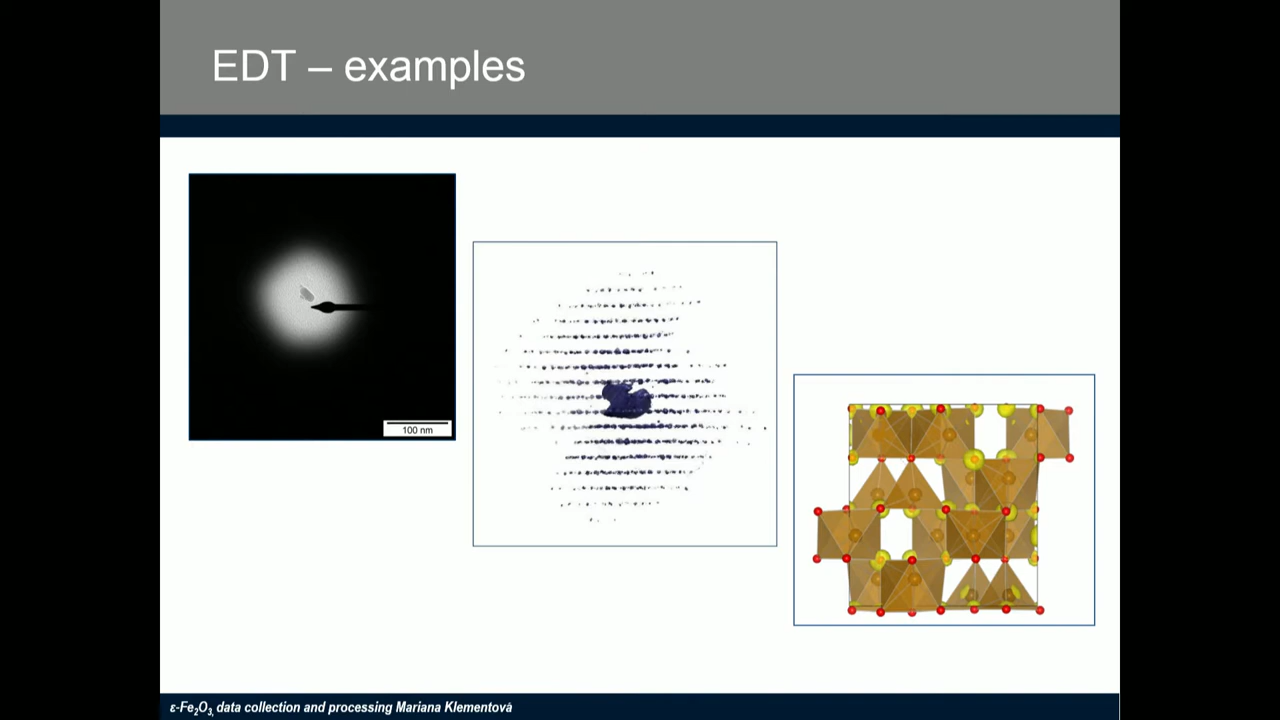 EDT – examples
100 nm
ε-Fe₂O₃, data collection and processing Mariana Klementová